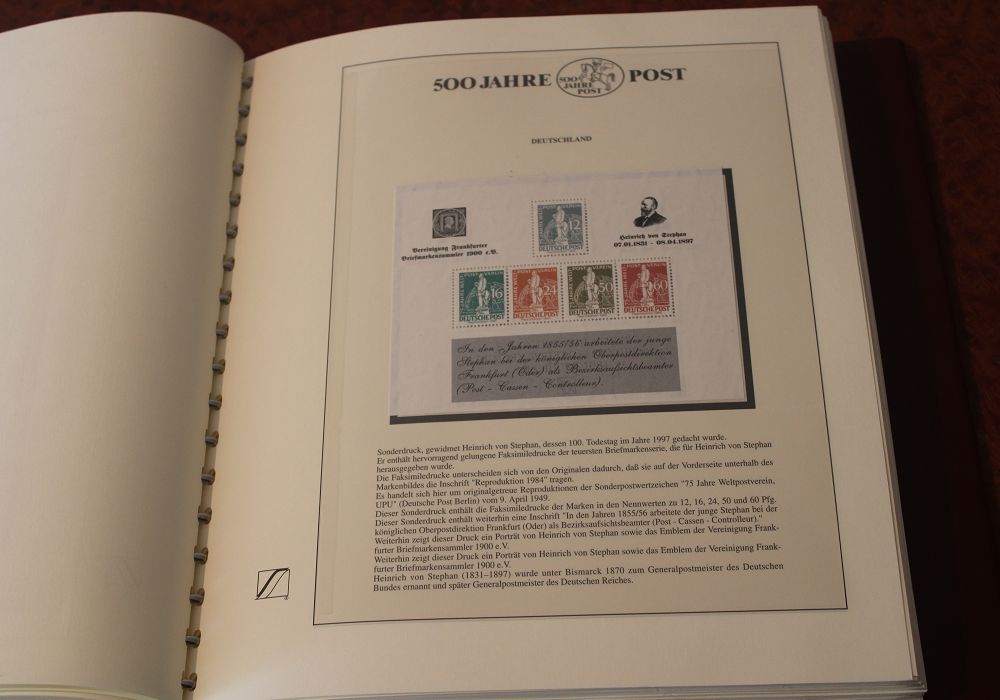 500 JAHRE POST
500
JAHRE
POST
DEUTSCHLAND
Vereinigung Frankfurter
Briefmarkensammler 1900 e.V.
12
DEUTSCHE POST
Heinrich von Stephan
07.01.1831 - 08.04.1897
16
DEUTSCHE POST
24
DEUTSCHE POST
50
DEUTSCHE POST
60
DEUTSCHE POST
In den Jahren 1855/56 arbeitete der junge
Stephan bei der königlichen Oberpostdirektion
Frankfurt (Oder) als Bezirksaufsichtsbeamter
(Post - Cassen - Controlleur).
Sonderdruck, gewidmet Heinrich von Stephan, dessen 100. Todestag im Jahre 1997 gedacht wurde.
Er enthält hervorragend gelungene Faksimiledrucke der teuersten Briefmarkenserie, die für Heinrich von Stephan
herausgegeben wurde.
Die Faksimiledrucke unterscheiden sich von den Originalen dadurch, daß sie auf der Vorderseite unterhalb des
Markenbildes die Inschrift "Reproduktion 1984" tragen.
Es handelt sich hier um originalgetreue Reproduktionen der Sonderpostwertzeichen "75 Jahre Weltpostverein,
UPU" (Deutsche Post Berlin) vom 9. April 1949.
Dieser Sonderdruck enthält die Faksimiledrucke der Marken in den Nennwerten zu 12, 16, 24, 50 und 60 Pfg.
Dieser Sonderdruck enthält weiterhin eine Inschrift "In den Jahren 1855/56 arbeitete der junge Stephan bei der
königlichen Oberpostdirektion Frankfurt (Oder) als Bezirksaufsichtsbeamter (Post - Cassen - Controlleur)."
Weiterhin zeigt dieser Druck ein Porträt von Heinrich von Stephan sowie das Emblem der Vereinigung Frank-
furter Briefmarkensammler 1900 e.V.
Weiterhin zeigt dieser Druck ein Porträt von Heinrich von Stephan sowie das Emblem der Vereinigung Frank-
furter Briefmarkensammler 1900 e.V.
Heinrich von Stephan (1831–1897) wurde unter Bismarck 1870 zum Generalpostmeister des Deutschen
Bundes ernannt und später Generalpostmeister des Deutschen Reiches.